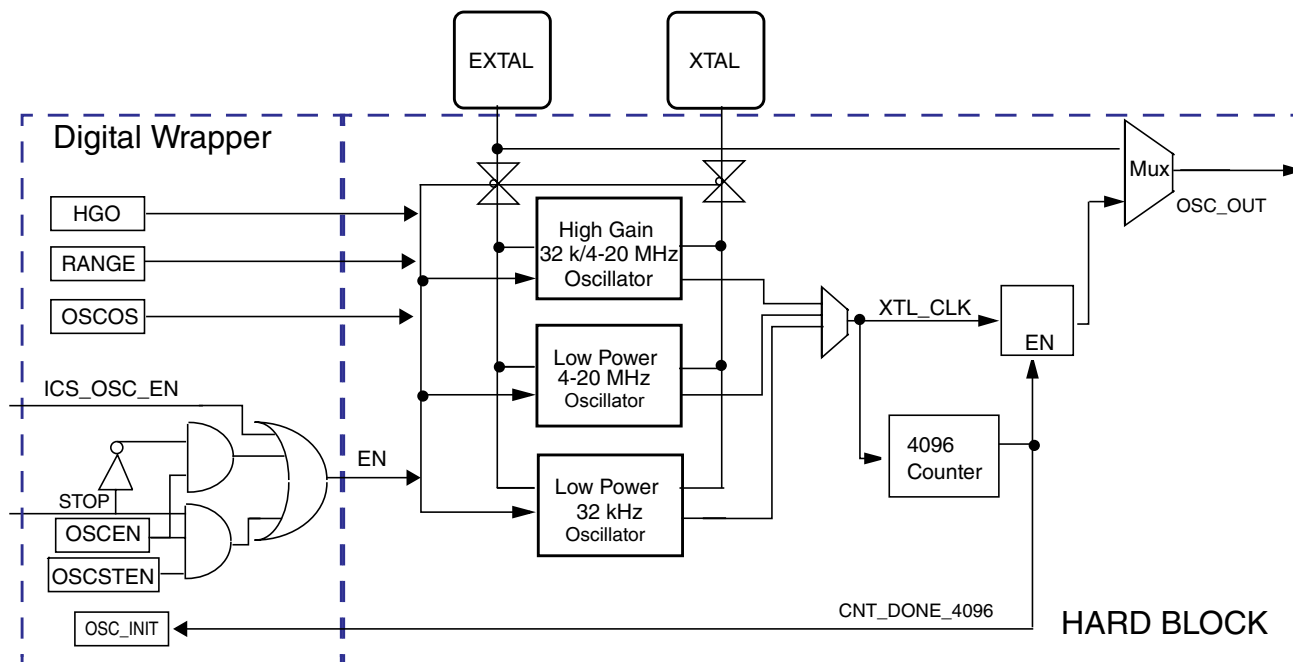 EXTAL
XTAL
Digital Wrapper
Mux
OSC_OUT
HGO
RANGE
OSCOS
High Gain
32 k/4-20 MHz
Oscillator
XTL_CLK
EN
Low Power
4-20 MHz
Oscillator
ICS_OSC_EN
4096
Counter
EN
STOP
OSCEN
OSCSTEN
Low Power
32 kHz
Oscillator
OSC_INIT
CNT_DONE_4096
HARD BLOCK